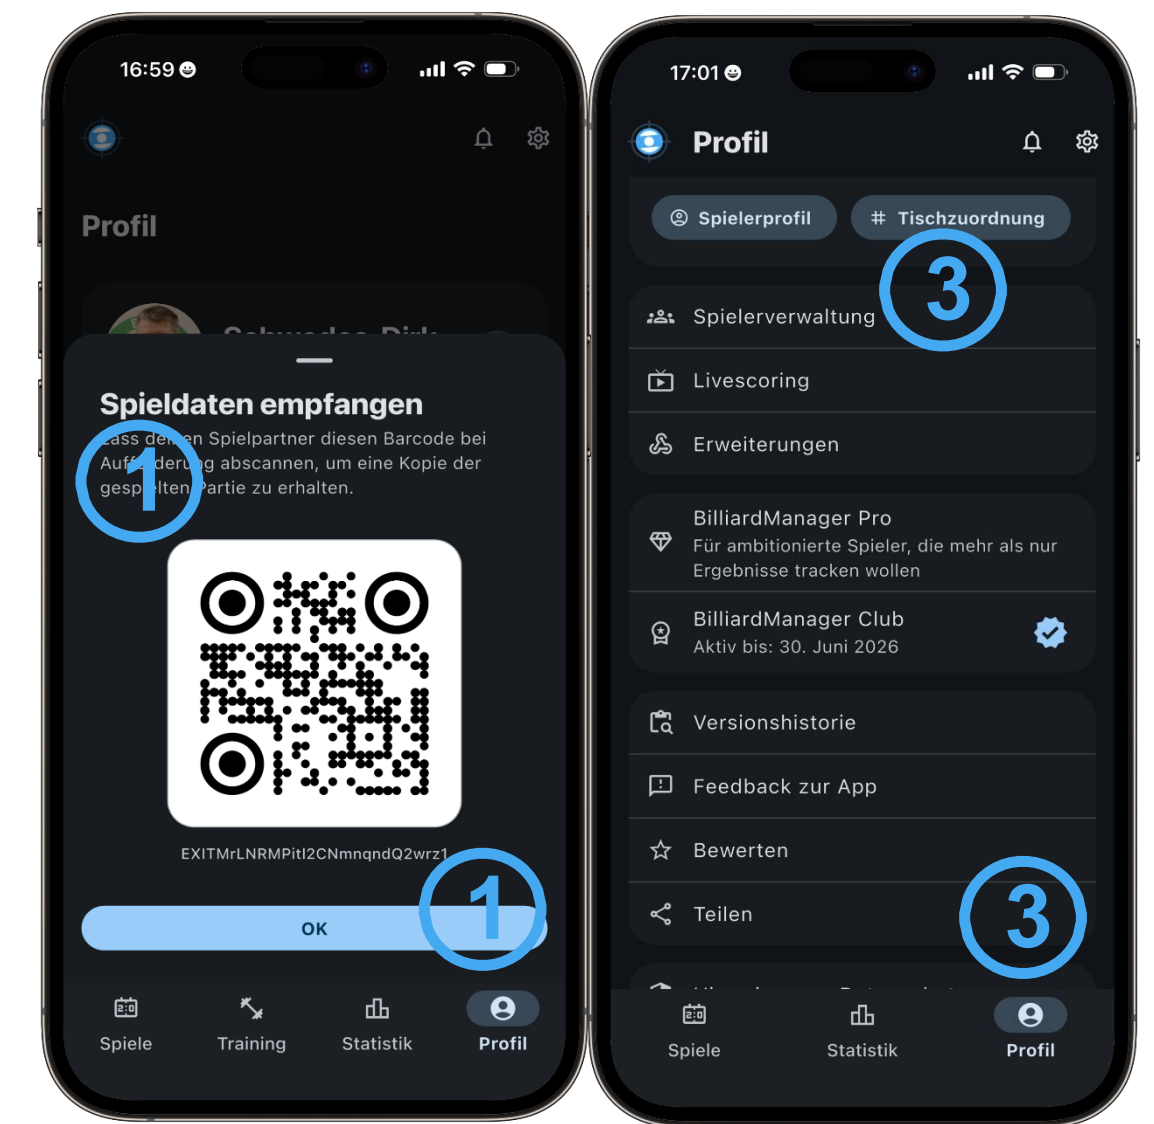 16:59
Profil
Schwedes, Dirk
Spieldaten empfangen
Lass deinen Spielpartner diesen Barcode bei
Aufforderung abscannen, um eine Kopie der
gespielten Partie zu erhalten.
1
EXITMrLNRMPitI2CNmnqndQ2wrz1
OK
1
Spiele
Training
Statistik
Profil
17:01
Profil
Spielerprofil
# Tischzuordnung
3
Spielerverwaltung
Livescoring
Erweiterungen
BilliardManager Pro
Für ambitionierte Spieler, die mehr als nur
Ergebnisse tracken wollen
BilliardManager Club
Aktiv bis: 30. Juni 2026
Versionshistorie
Feedback zur App
Bewerten
Teilen
3
Spiele
Statistik
Profil